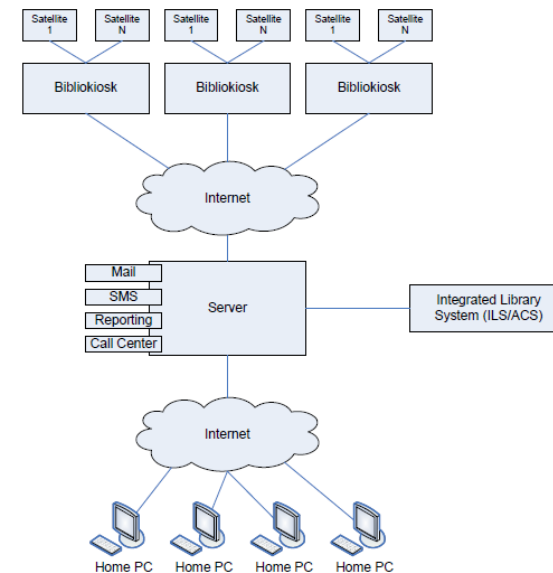 Satellite
1
Satellite
N
Satellite
1
Satellite
N
Satellite
1
Satellite
N
Bibliokiosk
Bibliokiosk
Bibliokiosk
Internet
Mail
SMS
Reporting
Call Center
Server
Integrated Library
System (ILS/ACS)
Internet
Home PC
Home PC
Home PC
Home PC